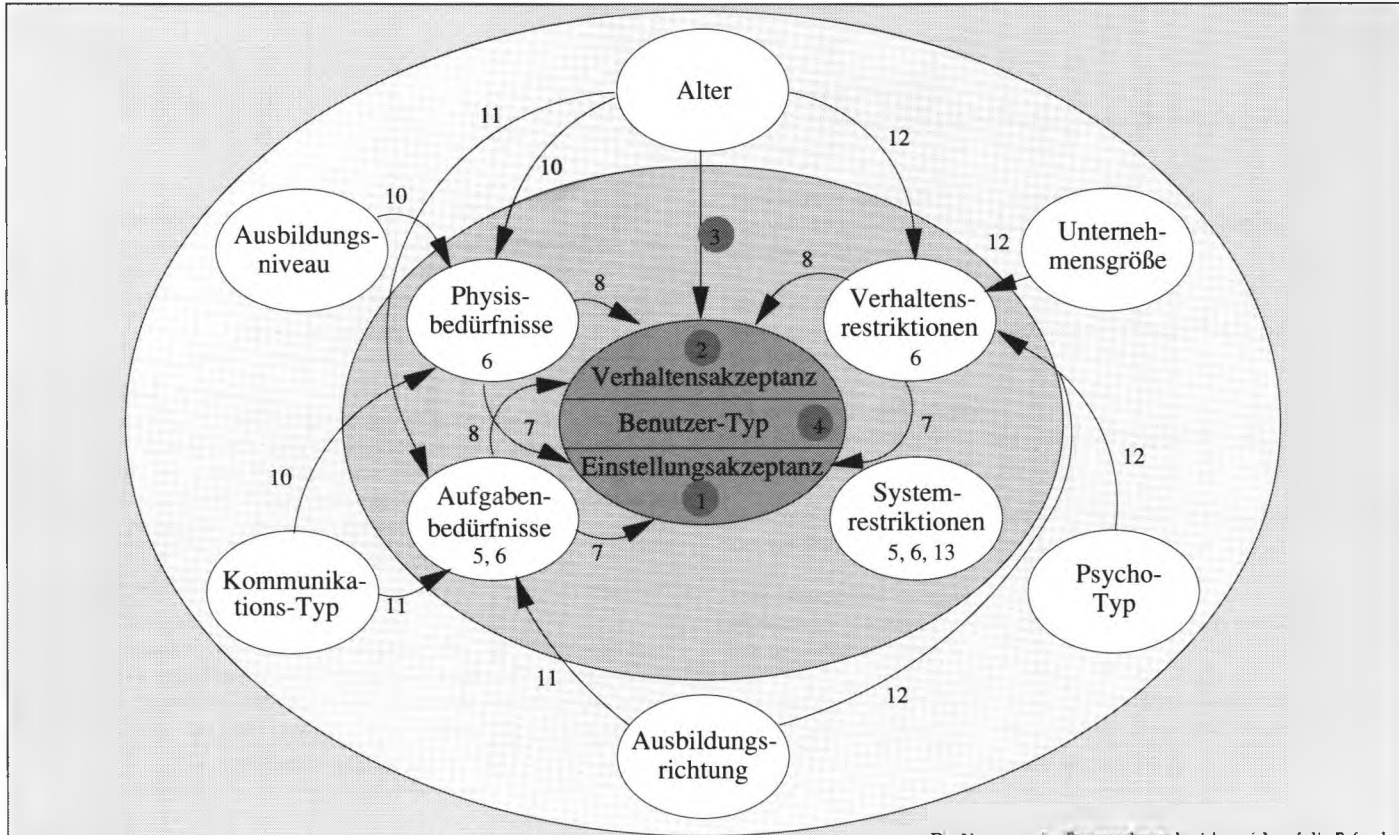 Alter
11
12
10
10
Ausbildungs-
niveau
3
12
Unterneh-
mensgröße
Physis-
bedürfnisse
6
8
8
Verhaltens-
restriktionen
6
2
Verhaltensakzeptanz
Benutzer-Typ
4
Einstellungsakzeptanz
1
8
7
7
10
12
Aufgaben-
bedürfnisse
5, 6
7
System-
restriktionen
5, 6, 13
Kommunika-
tions-Typ
11
Psycho-
Typ
11
12
Ausbildungs-
richtung